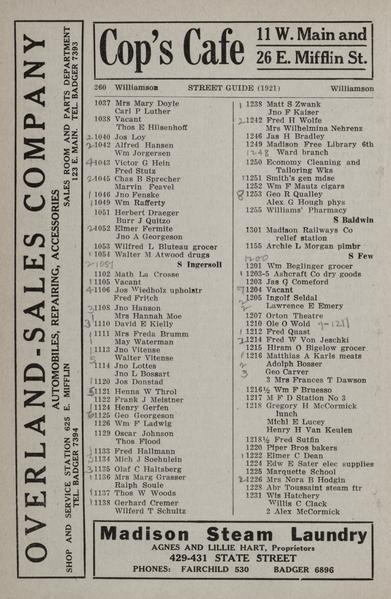 Cop's Cafe
11 W. Main and
26 E. Mifflin St.
OVERLAND-SALES COMPANY
AUTOMOBILES, REPAIRING, ACCESSORIES
SHOP AND SERVICE STATION 625 E. MIFFLIN
TEL. BADGER 7394
SALES ROOM AND PARTS DEPARTMENT
123 E. MAIN. TEL. BADGER 7393
260 Williamson STREET GUIDE (1921) Williamson
1037 Mrs Mary Doyle
Carl P Luther
1038 Vacant
Thos E Hilsenhoff
1040 Jos Loy
1042 Alfred Hansen
Wm Jorgersen
1043 Victor G Hein
Fred Stutz
1045 Chas B Sprecher
Marvin Feavel
1046 Jno Fenske
1049 Wm Rafferty
1051 Herbert Draeger
Burr J Quitzo
1052 Elmer Fermite
Jno A Georgeson
1053 Wilfred L Bluteau grocer
1054 Walter M Atwood drugs
S Ingersoll
1102 Math La Crosse
1105 Vacant
1106 Jos Wiedholz upholstr
Fred Fritch
1108 Jno Hanson
Mrs Hannah Moe
1110 David E Kielly
1111 Mrs Freda Brumm
May Waterman
1113 Jno Vitense
Walter Vitense
1114 Jno Lottes
Jno L Bossart
1120 Jos Donstad
1121 Henna W Throl
1122 Frank J Meistner
1124 Henry Gerfen
1125 Geo Georgeson
1126 Wm F Ladwig
1129 Oscar Johnson
Thos Flood
1133 Fred Hallmann
1134 Mich J Soehnlein
1135 Olaf C Haltsberg
1136 Mrs Mary Grasser
Ralph Soule
1137 Thos W Woods
1138 Gerhard Cremer
Wilferd T Schultz
1238 Matt S Zwank
Jno F Kaiser
1242 Fred H Wolfe
Mrs Wilhelmina Nehrenz
1246 Jas H Bradley
1249 Madison Free Library 6th
1248 Ward branch
1250 Economy Cleaning and
Tailoring Wks
1251 Smith's gen mdse
1252 Wm F Mautz cigars
1253 Geo R Qualley
Alex G Hough phys
1255 Williams' Pharmacy
S Baldwin
1301 Madison Railways Co
relief station
1155 Archie L Morgan pimbr
1200
S Few
1201 Wm Beglinger grocer
1203-5 Ashcraft Co dry goods
1203 Jas G Comeford
1204 Vacant
1205 Ingolf Seldal
Lawrence E Emery
1207 Orton Theatre
1210 Ole O Wold
1212 Fred Quast
1214 Fred W Von Jeschki
1215 Hiram O Bigelow grocer
1216 Matthias A Karls meats
Adolph Bosser
Geo Carver
3 Mrs Frances T Dawson
1216½ Wm F Bruesso
1217 M F D Station No 3
1218 Gregory H McCormick
lunch
Michl E Lucey
Henry H Van Keulen
1218½ Fred Sutfin
1220 Piper Bros bakers
1222 Elmer C Dean
1224 Edw E Sater elec supplies
1225 Marquette School
1226 Mrs Nora B Hodgin
1228 Abr Toussaint steam ftr
1231 Wis Hatchery
Willis C Clack
2 Alex McCormick
Madison Steam Laundry
AGNES AND LILLIE HART, Proprietors
429-431 STATE STREET
PHONES: FAIRCHILD 530 BADGER 6896